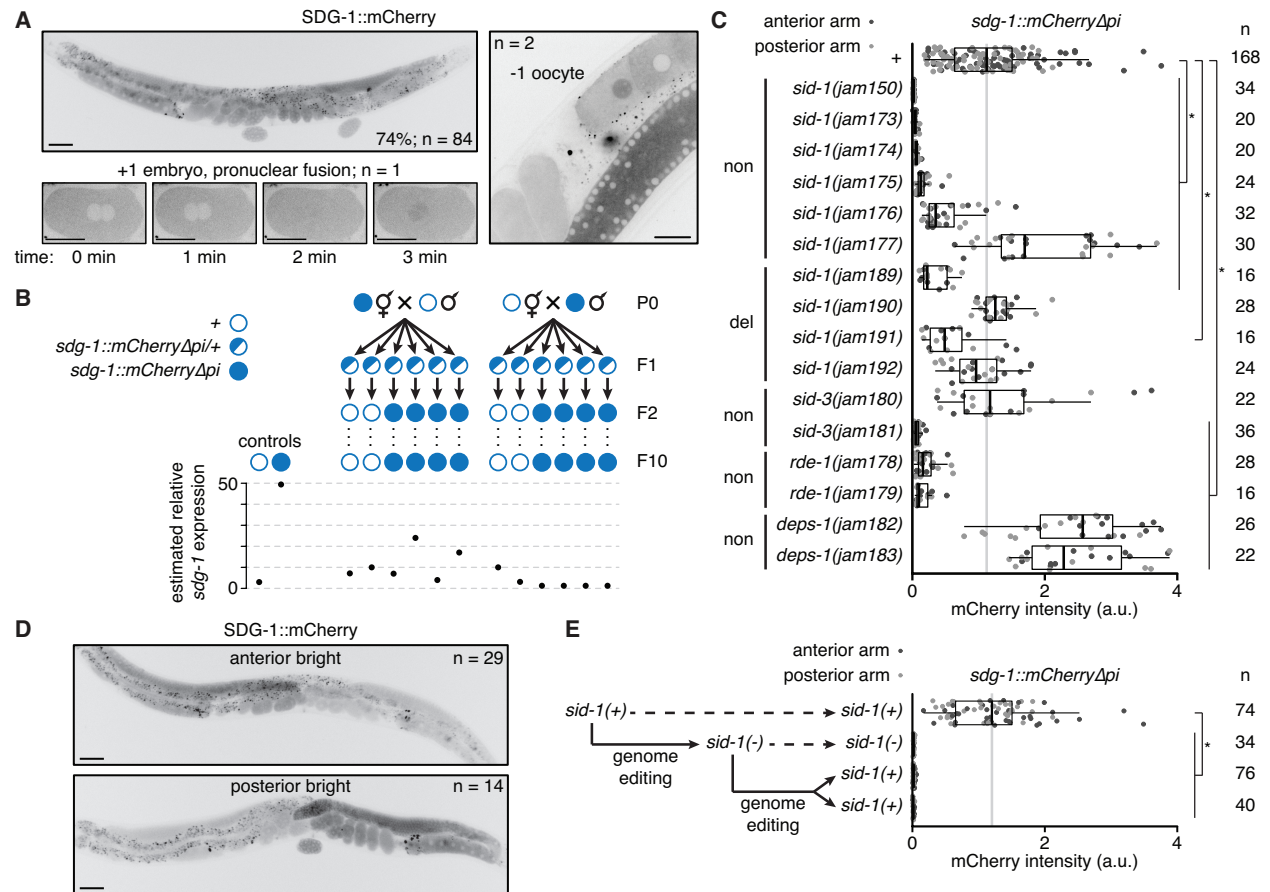 A
SDG-1::mCherry
74%; n = 84
n = 2
-1 oocyte
+1 embryo, pronuclear fusion; n = 1
time: 0 min 1 min 2 min 3 min
B
+
sdg-1::mCherryΔpi/+
sdg-1::mCherryΔpi
P0
F1
F2
F10
controls
estimated relative
sdg-1 expression
50
0
C
anterior arm
posterior arm
sdg-1::mCherryΔpi
n
+ 168
non
sid-1(jam150) 34
sid-1(jam173) 20
sid-1(jam174) 20
sid-1(jam175) 24
sid-1(jam176) 32
sid-1(jam177) 30
del
sid-1(jam189) 16
sid-1(jam190) 28
sid-1(jam191) 16
sid-1(jam192) 24
non
sid-3(jam180) 22
sid-3(jam181) 36
non
rde-1(jam178) 28
rde-1(jam179) 16
non
deps-1(jam182) 26
deps-1(jam183) 22
* * *
0 2 4
mCherry intensity (a.u.)
D
SDG-1::mCherry
anterior bright n = 29
posterior bright n = 14
E
anterior arm
posterior arm
sdg-1::mCherryΔpi
n
sid-1(+) sid-1(+) 74
genome
editing
sid-1(-) sid-1(-) 34
genome
editing
sid-1(+) 76
sid-1(+) 40
*
0 2 4
mCherry intensity (a.u.)